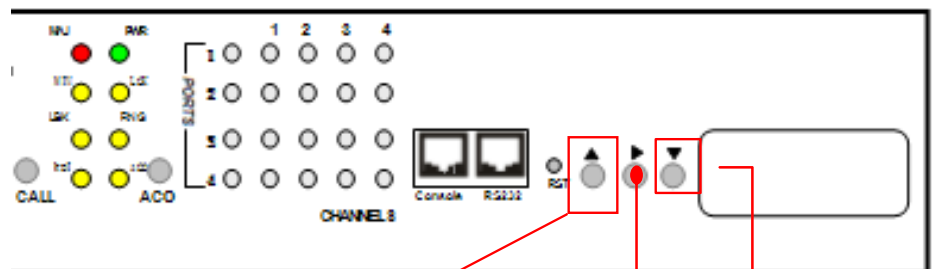 MAJ PWR
1 2 3 4
1
2
3
4
PORTS
LBK RNG
CALL
ACO
RST
Console RS232
CHANNELS